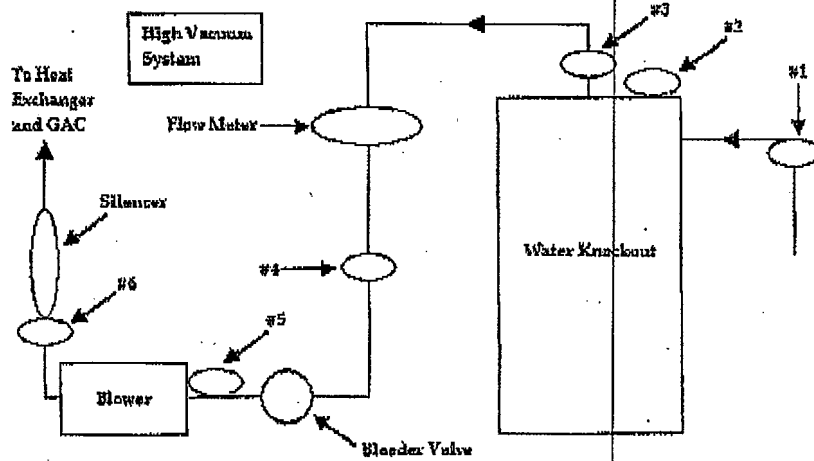 High Vacuum
System
#3
#2
#1
To Heat
Exchanger
and GAC
Flow Meter
Silencer
Water Knockout
#4
#6
#5
Blower
Bleeder Valve